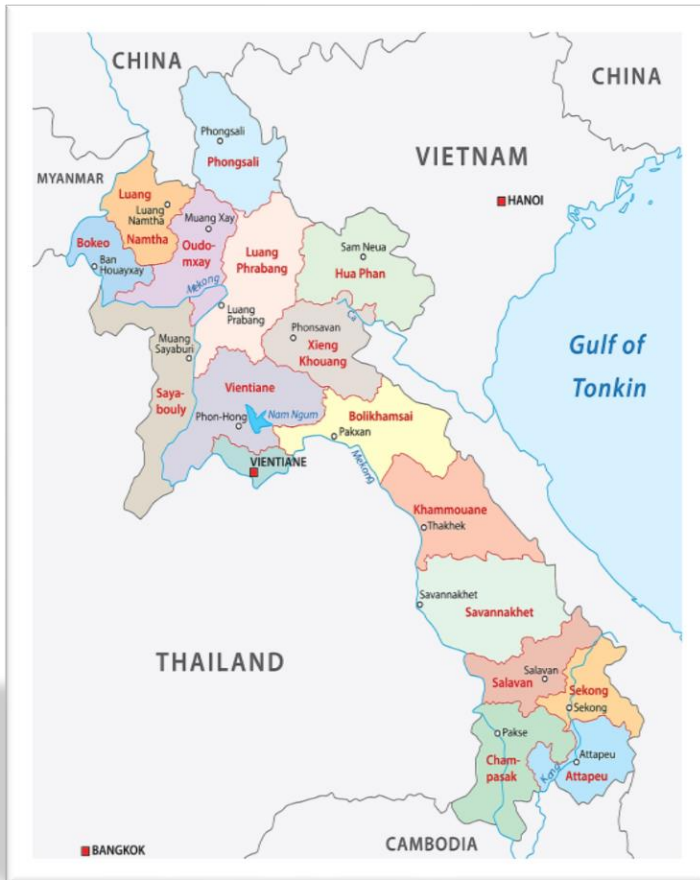 CHINA
CHINA
Phongsali
Phongsali
VIETNAM
MYANMAR
HANOI
Luang
Luang
Namtha
Namtha
Muang Xay
Oudo-
mxay
Bokeo
Ban
Houayxay
Mekong
Luang
Phrabang
Luang
Prabang
Sam Neua
Hua Phan
Ca
Phonsavan
Xieng
Khouang
Gulf of
Tonkin
Muang
Sayaburi
Saya-
bouly
Vientiane
Phon-Hong
Nam Ngum
Bolikhamsai
Pakxan
VIENTIANE
Mekong
Khammouane
Thakhek
Savannakhet
Savannakhet
THAILAND
Salavan
Salavan
Sekong
Sekong
Pakse
Cham-
pasak
Kong
Attapeu
Attapeu
CAMBODIA
BANGKOK